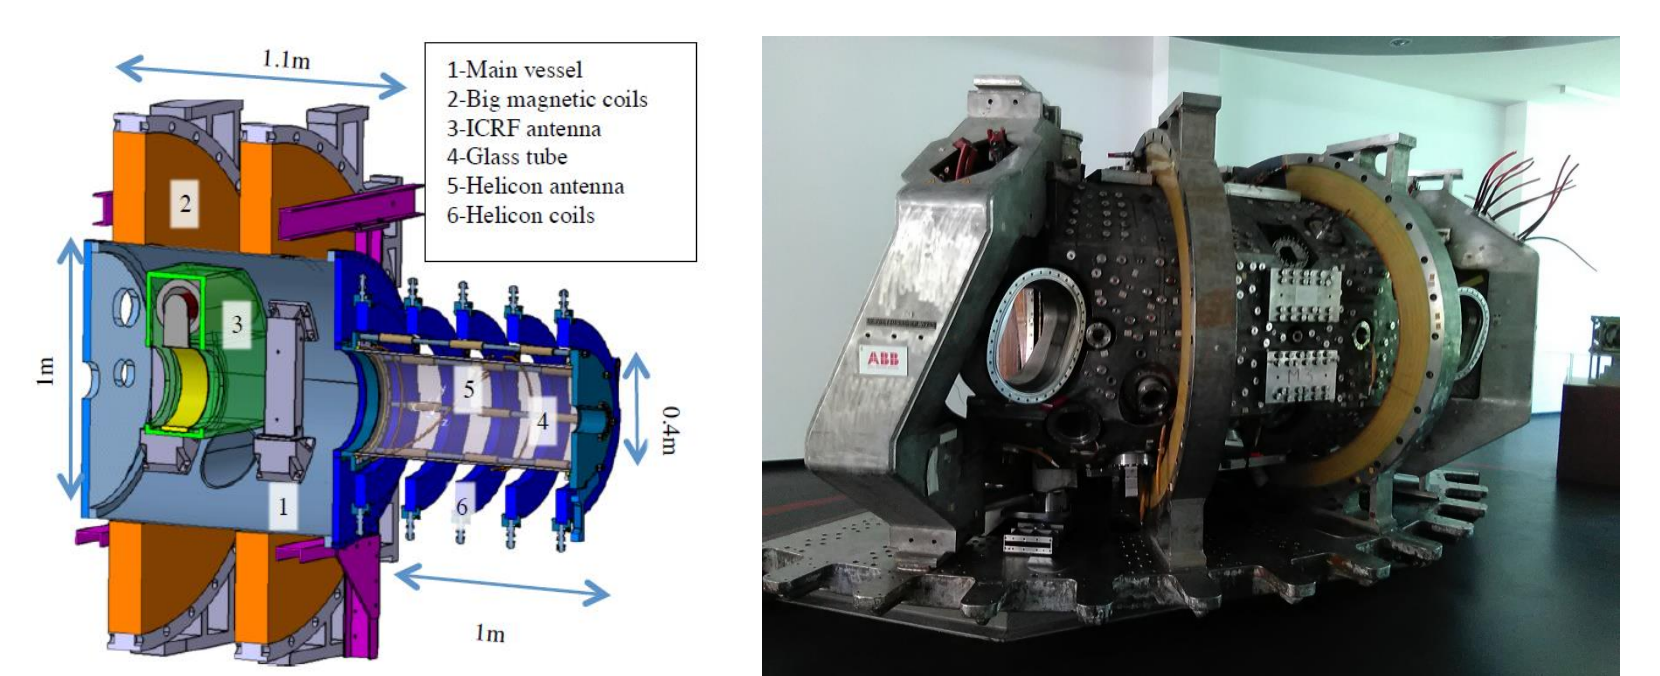 1.1m
1-Main vessel
2-Big magnetic coils
3-ICRF antenna
4-Glass tube
5-Helicon antenna
6-Helicon coils
2
3
1m
5
4
0.4m
1
6
1m
ABB